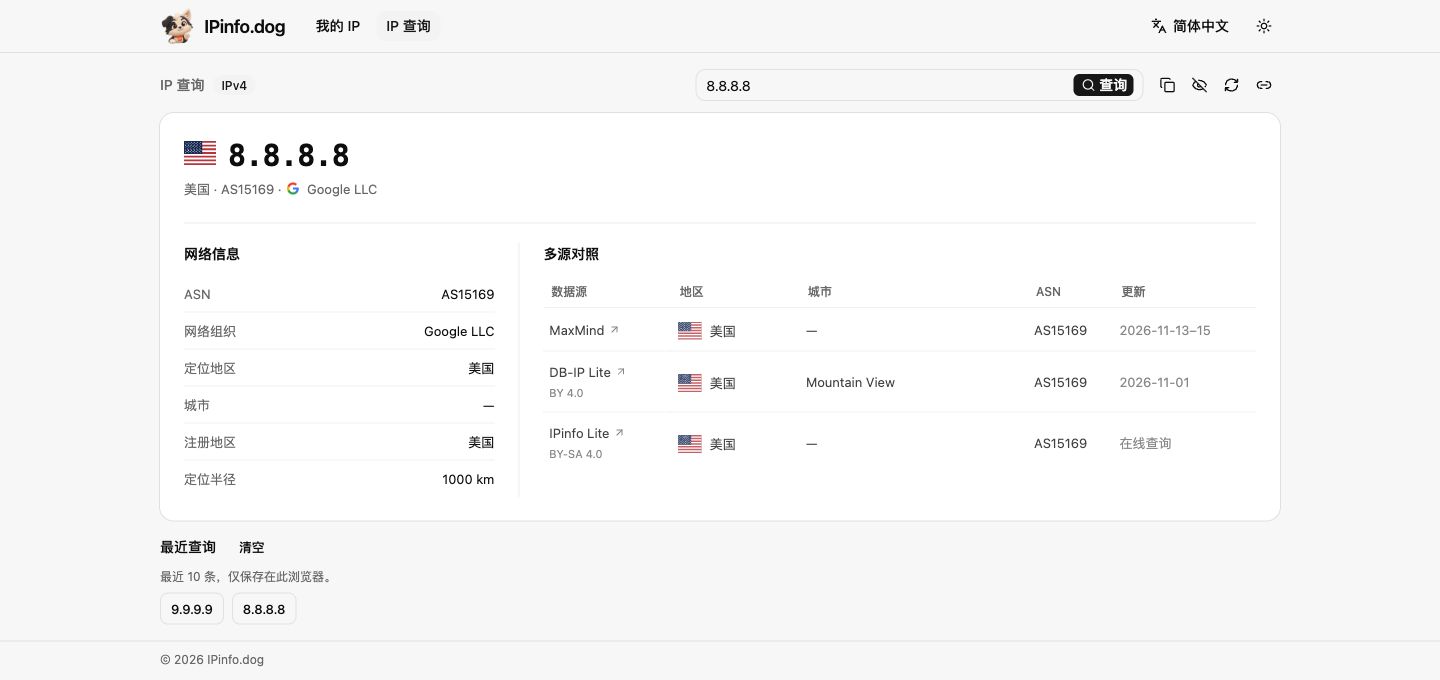 IPinfo.dog 我的 IP IP 查询 简体中文
IP 查询 IPv4 8.8.8.8 查询
8.8.8.8
美国 · AS15169 · Google LLC
网络信息
ASN AS15169
网络组织 Google LLC
定位地区 美国
城市 —
注册地区 美国
定位半径 1000 km
多源对照
数据源 地区 城市 ASN 更新
MaxMind 美国 — AS15169 2026-11-13–15
DB-IP Lite 美国 Mountain View AS15169 2026-11-01
BY 4.0
IPinfo Lite 美国 — AS15169 在线查询
BY-SA 4.0
最近查询 清空
最近 10 条，仅保存在此浏览器。
9.9.9.9 8.8.8.8
© 2026 IPinfo.dog